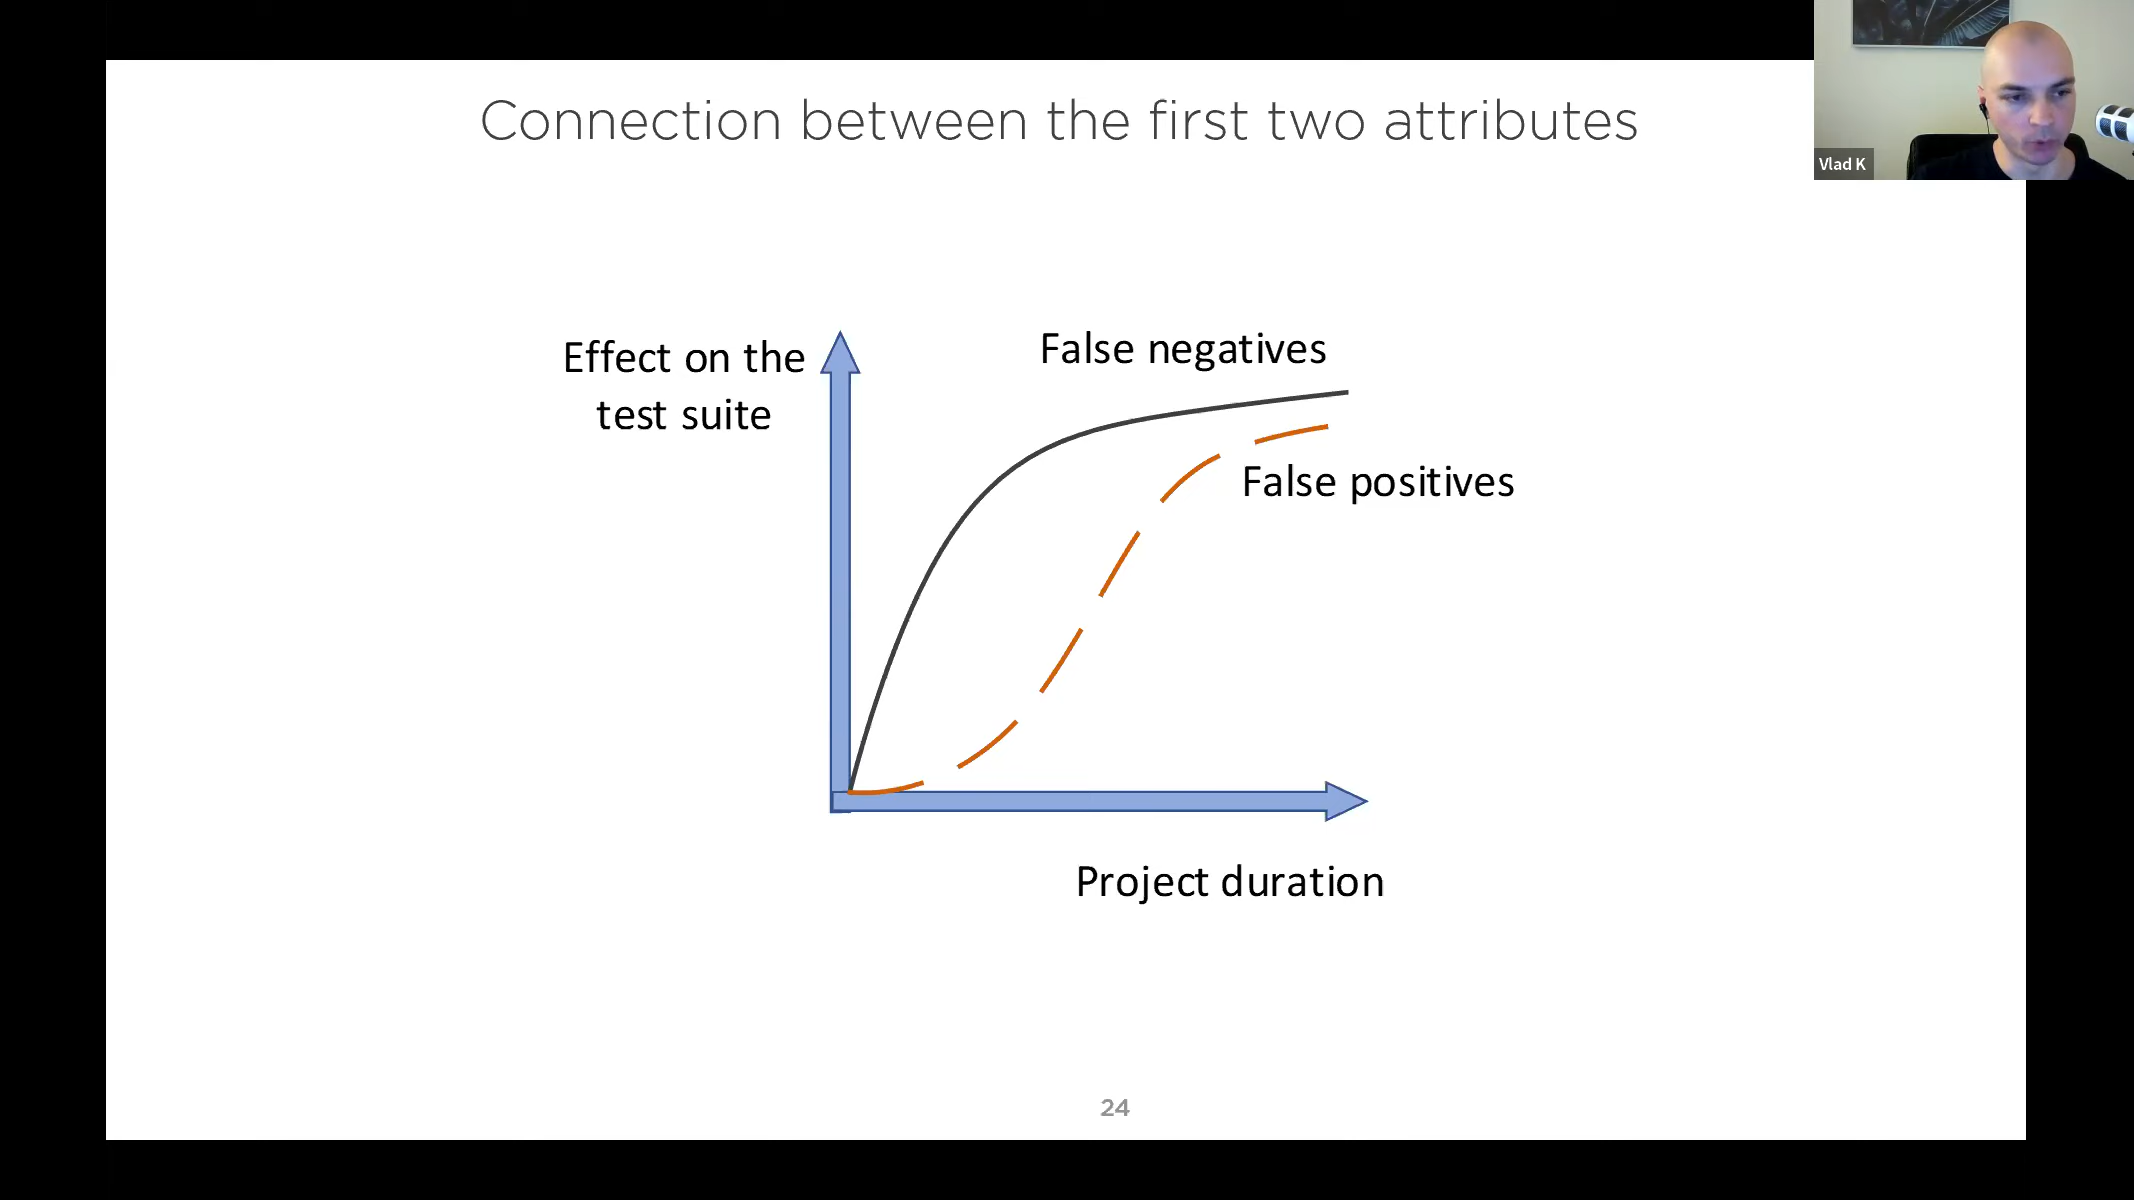 Connection between the first two attributes
Vlad K
Effect on the
test suite
False negatives
False positives
Project duration
24